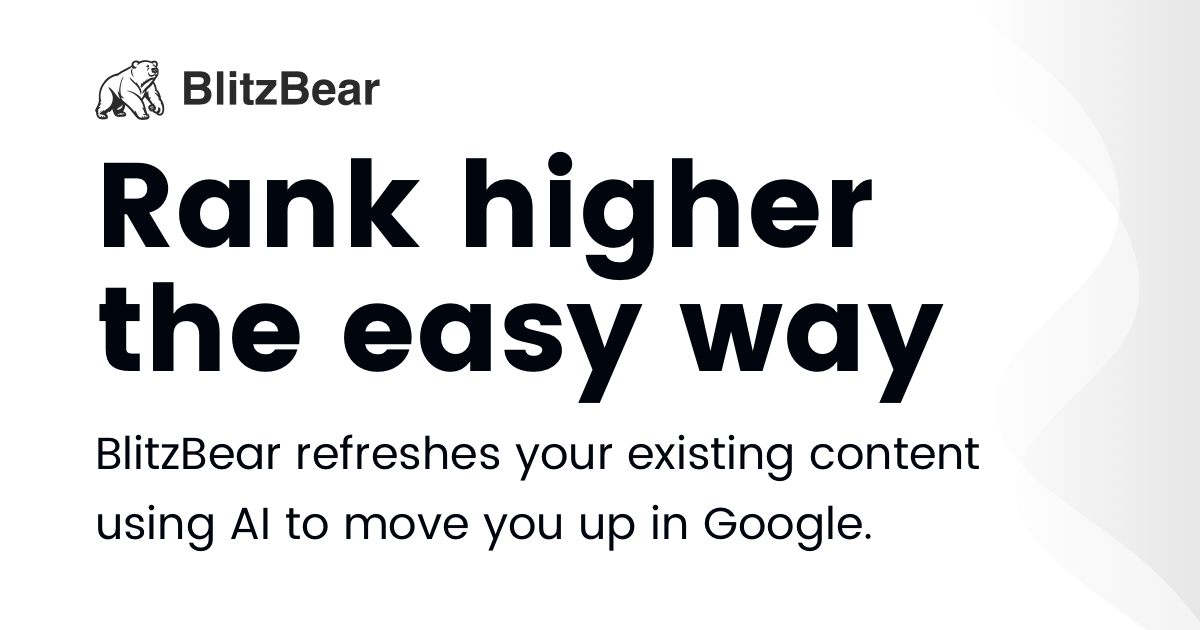 BlitzBear
Rank higher
the easy way
BlitzBear refreshes your existing content
using AI to move you up in Google.